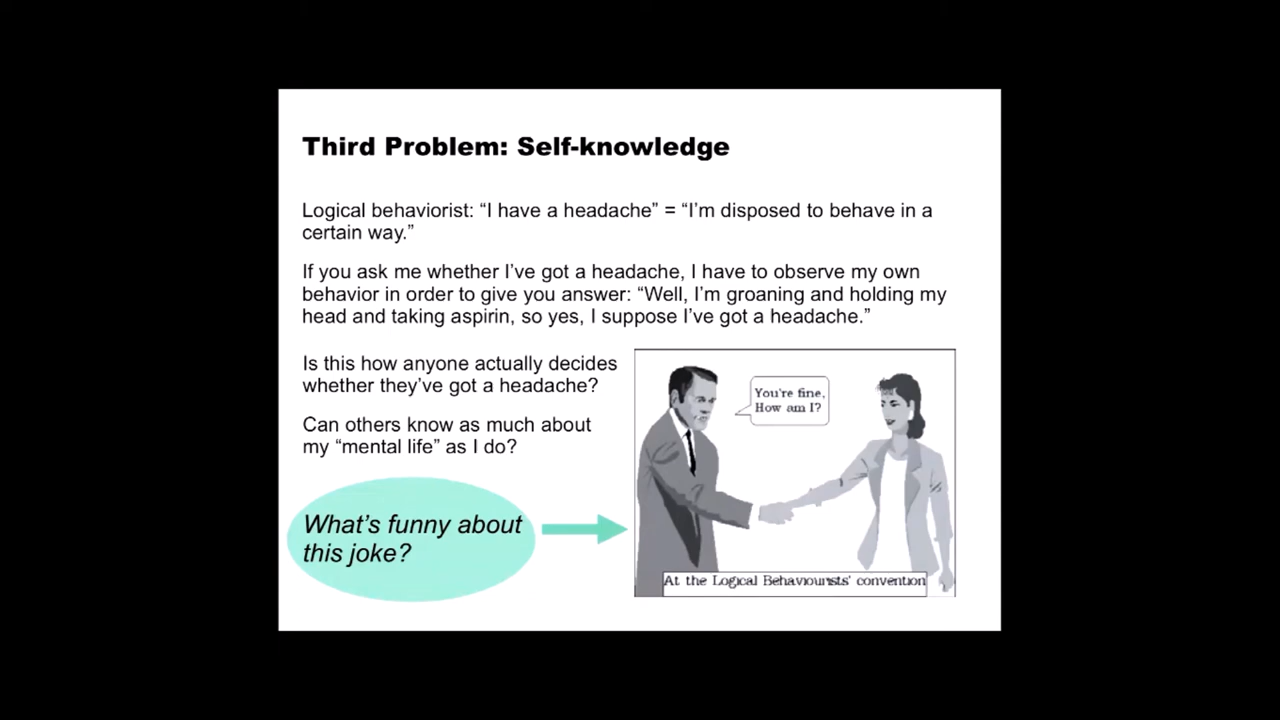 Third Problem: Self-knowledge
Logical behaviorist: “I have a headache” = “I’m disposed to behave in a
certain way.”
If you ask me whether I’ve got a headache, I have to observe my own
behavior in order to give you answer: “Well, I’m groaning and holding my
head and taking aspirin, so yes, I suppose I’ve got a headache.”
Is this how anyone actually decides
whether they’ve got a headache?
Can others know as much about
my “mental life” as I do?
What’s funny about
this joke?
You're fine,
How am I?
At the Logical Behaviourists' convention